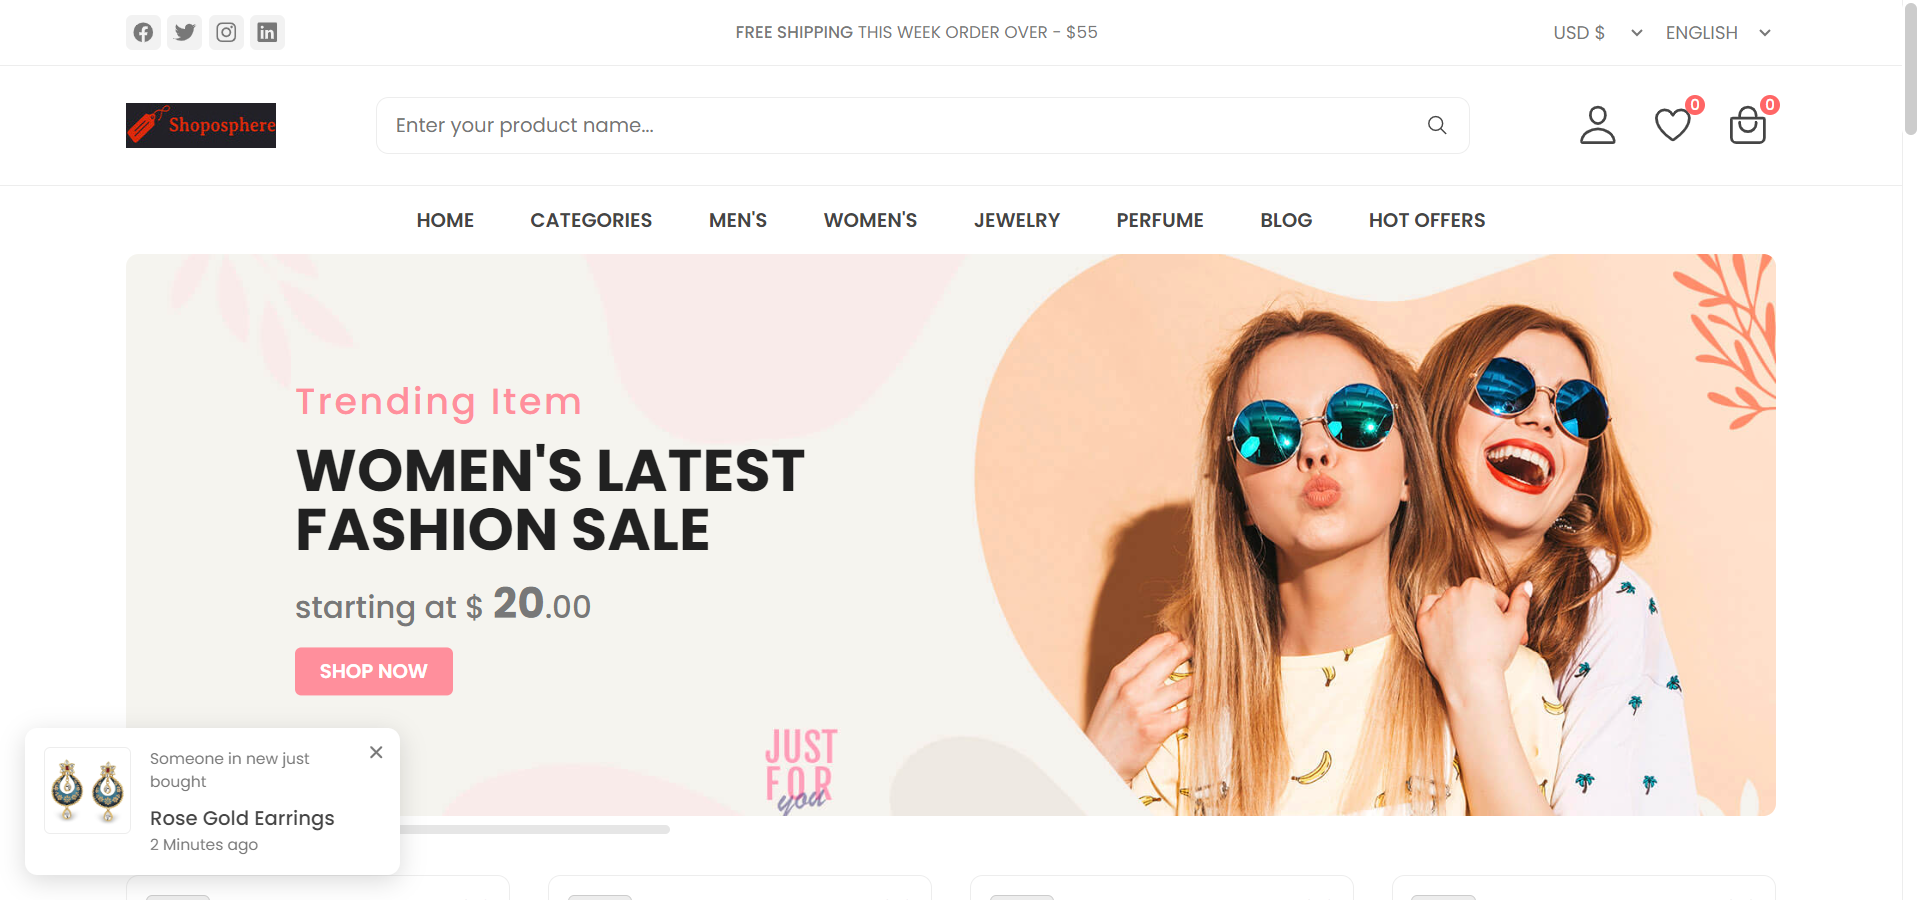 FREE SHIPPING THIS WEEK ORDER OVER - $55
USD $
ENGLISH
Shoposphere
Enter your product name...
0
0
HOME
CATEGORIES
MEN'S
WOMEN'S
JEWELRY
PERFUME
BLOG
HOT OFFERS
Trending Item
WOMEN'S LATEST
FASHION SALE
starting at $ 20.00
SHOP NOW
JUST
FOR
you
Someone in new just
bought
Rose Gold Earrings
2 Minutes ago